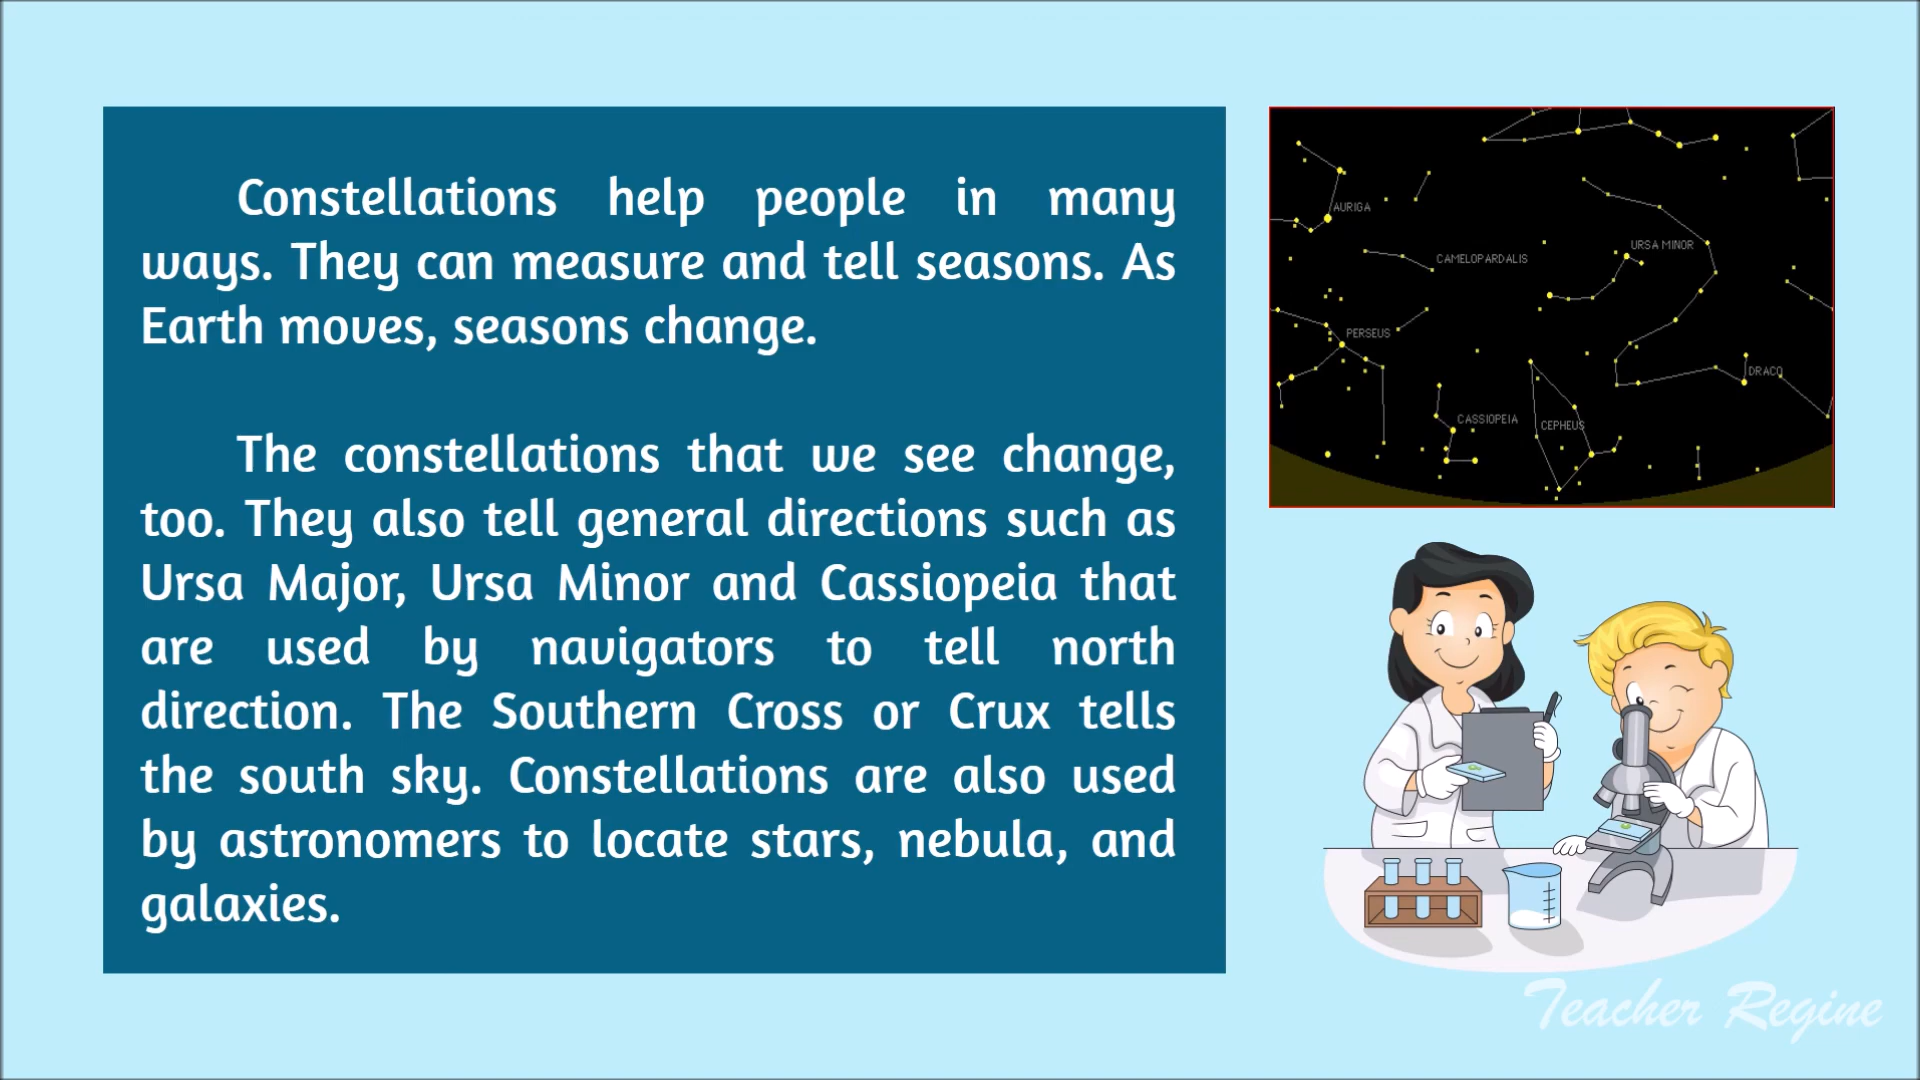 Constellations help people in many
ways. They can measure and tell seasons. As
Earth moves, seasons change.
The constellations that we see change,
too. They also tell general directions such as
Ursa Major, Ursa Minor and Cassiopeia that
are used by navigators to tell north
direction. The Southern Cross or Crux tells
the south sky. Constellations are also used
by astronomers to locate stars, nebula, and
galaxies.
AURIGA
URSA MINOR
CAMELOPARDALIS
PERSEUS
DRACO
CASSIOPEIA
CEPHEUS
Teacher Regine